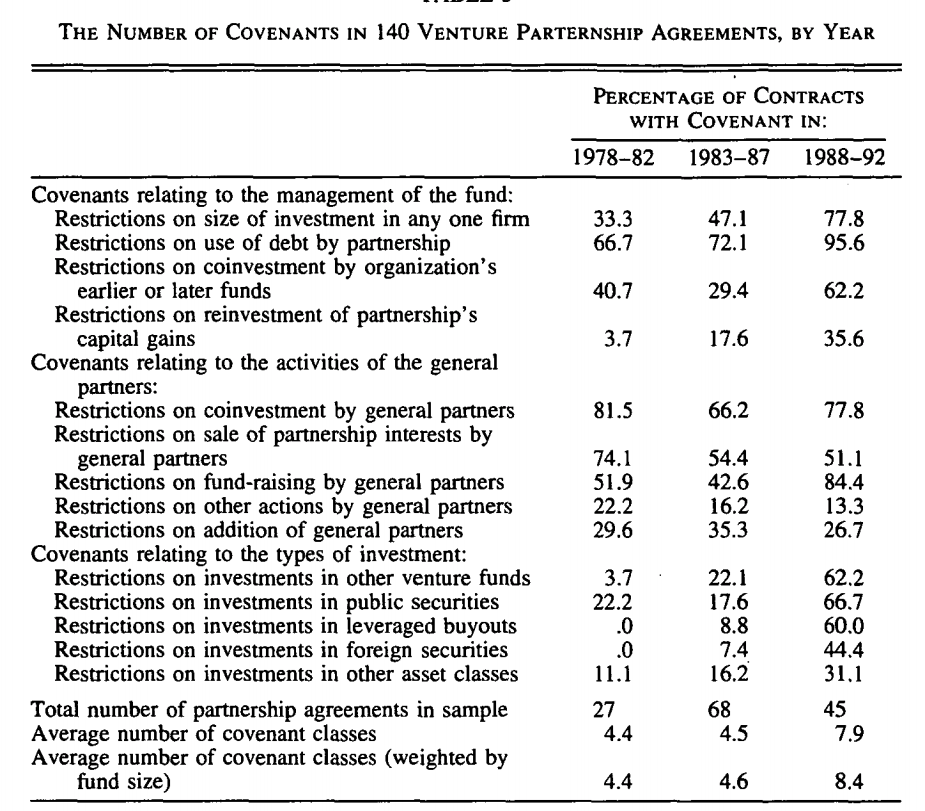 THE NUMBER OF COVENANTS IN 140 VENTURE PARTERNSHIP AGREEMENTS, BY YEAR
PERCENTAGE OF CONTRACTS
WITH COVENANT IN:
1978–82 1983–87 1988–92
Covenants relating to the management of the fund:
Restrictions on size of investment in any one firm 33.3 47.1 77.8
Restrictions on use of debt by partnership 66.7 72.1 95.6
Restrictions on coinvestment by organization's
earlier or later funds 40.7 29.4 62.2
Restrictions on reinvestment of partnership's
capital gains 3.7 17.6 35.6
Covenants relating to the activities of the general
partners:
Restrictions on coinvestment by general partners 81.5 66.2 77.8
Restrictions on sale of partnership interests by
general partners 74.1 54.4 51.1
Restrictions on fund-raising by general partners 51.9 42.6 84.4
Restrictions on other actions by general partners 22.2 16.2 13.3
Restrictions on addition of general partners 29.6 35.3 26.7
Covenants relating to the types of investment:
Restrictions on investments in other venture funds 3.7 22.1 62.2
Restrictions on investments in public securities 22.2 17.6 66.7
Restrictions on investments in leveraged buyouts .0 8.8 60.0
Restrictions on investments in foreign securities .0 7.4 44.4
Restrictions on investments in other asset classes 11.1 16.2 31.1
Total number of partnership agreements in sample 27 68 45
Average number of covenant classes 4.4 4.5 7.9
Average number of covenant classes (weighted by
fund size) 4.4 4.6 8.4